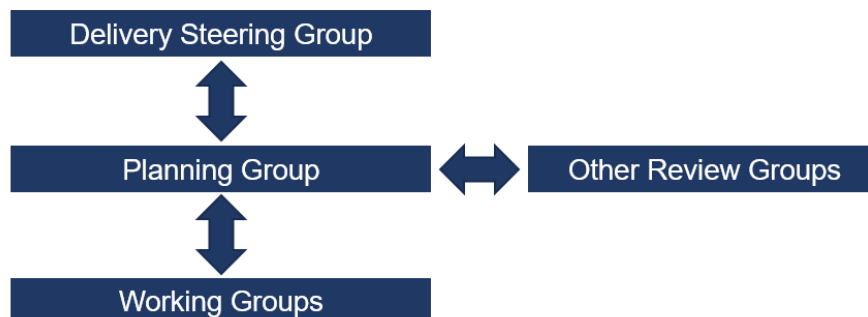 Delivery Steering Group
Planning Group
Other Review Groups
Working Groups